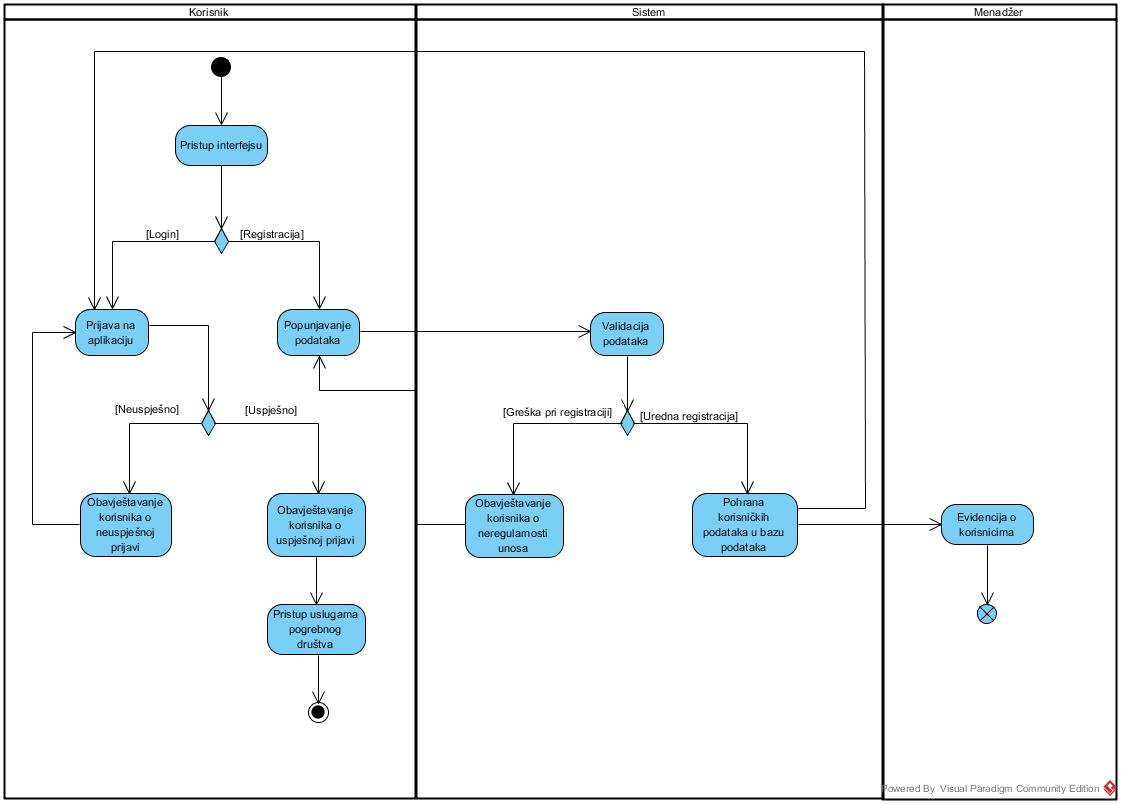 Korisnik
Sistem
Menadžer
Pristup interfejsu
[Login]
[Registracija]
Prijava na
aplikaciju
Popunjavanje
podataka
Validacija
podataka
[Neuspješno]
[Uspješno]
[Greška pri registraciji]
[Uredna registracija]
Obavještavanje
korisnika o
neuspješnoj
prijavi
Obavještavanje
korisnika o
uspješnoj prijavi
Obavještavanje
korisnika o
neregularnosti
unosa
Pohrana
korisničkih
podataka u bazu
podataka
Evidencija o
korisnicima
Pristup uslugama
pogrebnog
društva
Powered By Visual Paradigm Community Edition